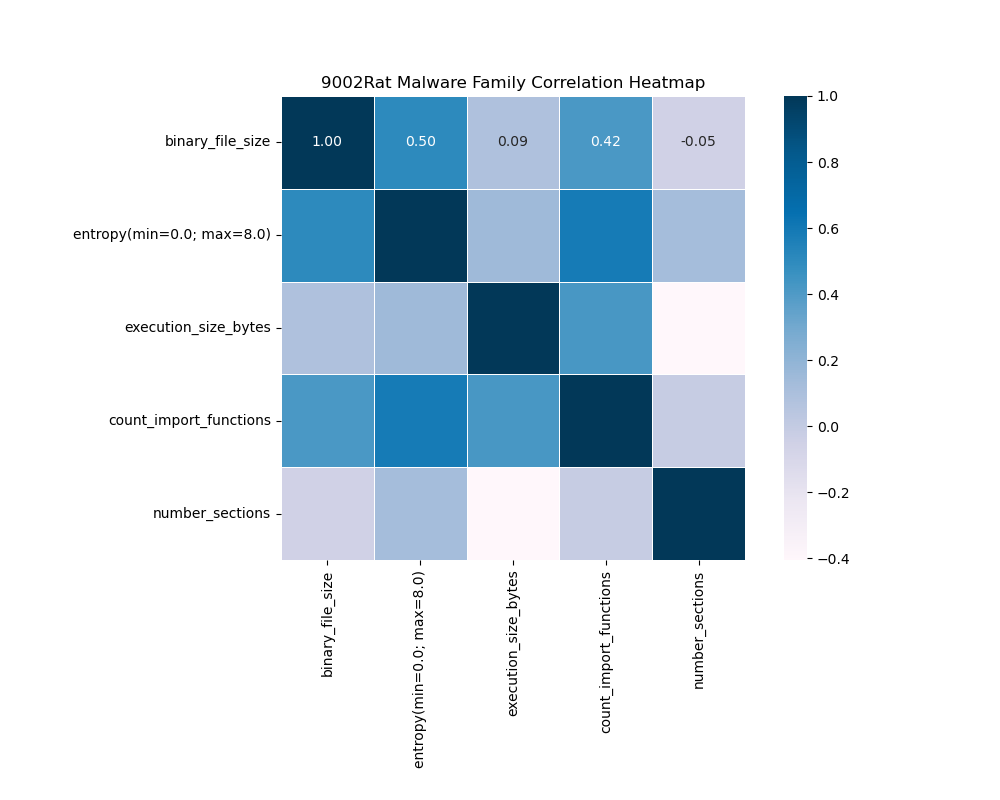 9002Rat Malware Family Correlation Heatmap
binary_file_size
1.00 0.50 0.09 0.42 -0.05
entropy(min=0.0; max=8.0)
execution_size_bytes
count_import_functions
number_sections
binary_file_size
entropy(min=0.0; max=8.0)
execution_size_bytes
count_import_functions
number_sections
1.0
0.8
0.6
0.4
0.2
0.0
−0.2
−0.4